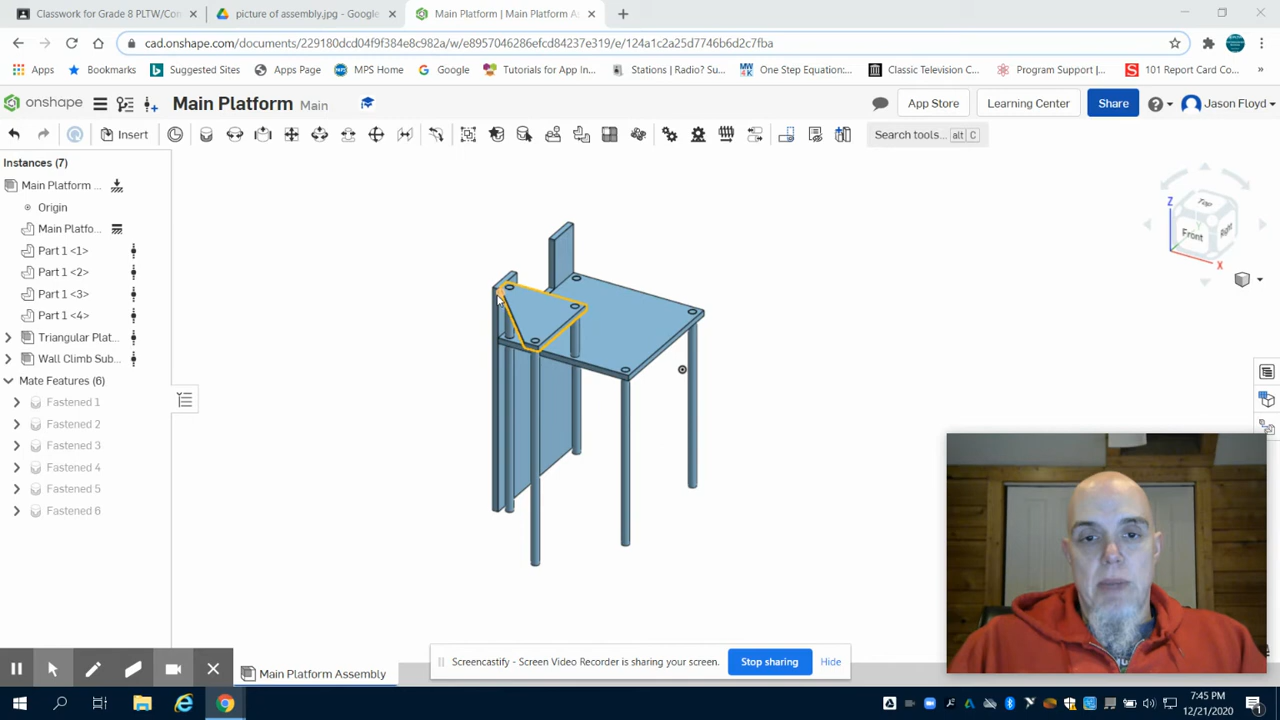 Classwork for Grade 8 PLTW/Con
picture of assembly.jpg - Google
Main Platform | Main Platform As
cad.onshape.com/documents/229180dcd04f9f384e8c982a/w/e8957046286efcd84237e319/e/124a1c2a25d7746b6d2c7fba
Apps
Bookmarks
Suggested Sites
Apps Page
MPS Home
Google
Tutorials for App In...
Stations | Radio? Su...
One Step Equation:...
Classic Television C...
Program Support |...
101 Report Card Co...
onshape
Main Platform Main
App Store
Learning Center
Share
Jason Floyd
Insert
Search tools... alt C
Instances (7)
Main Platform ...
Origin
Main Platfo...
Part 1 <1>
Part 1 <2>
Part 1 <3>
Part 1 <4>
Triangular Plat...
Wall Climb Sub...
Mate Features (6)
Fastened 1
Fastened 2
Fastened 3
Fastened 4
Fastened 5
Fastened 6
Z
Top
Front
Right
X
Main Platform Assembly
Screencastify - Screen Video Recorder is sharing your screen.
Stop sharing
Hide
7:45 PM
12/21/2020
1